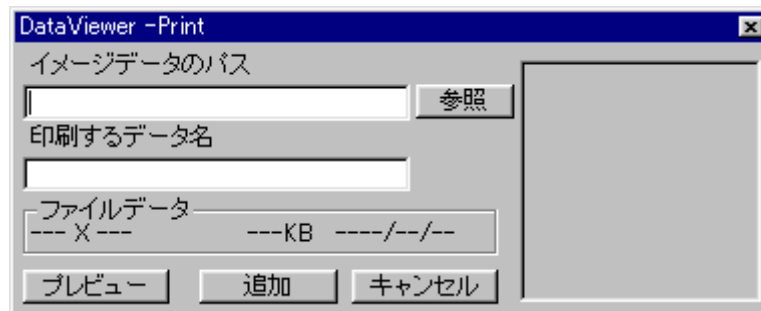 DataViewer -Print
イメージデータのパス
参照
印刷するデータ名
ファイルデータ
--- X --- ---KB ----/--/--
プレビュー 追加 キャンセル